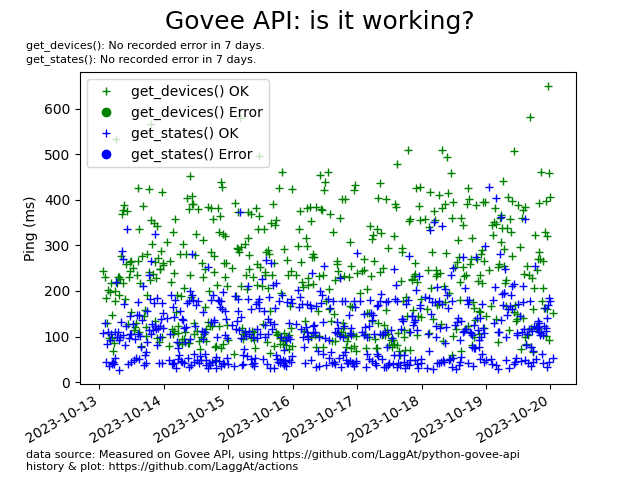 Govee API: is it working?
get_devices(): No recorded error in 7 days.
get_states(): No recorded error in 7 days.
get_devices() OK
get_devices() Error
get_states() OK
get_states() Error
Ping (ms)
600
500
400
300
200
100
0
2023-10-13
2023-10-14
2023-10-15
2023-10-16
2023-10-17
2023-10-18
2023-10-19
2023-10-20
data source: Measured on Govee API, using https://github.com/LaggAt/python-govee-api
history & plot: https://github.com/LaggAt/actions